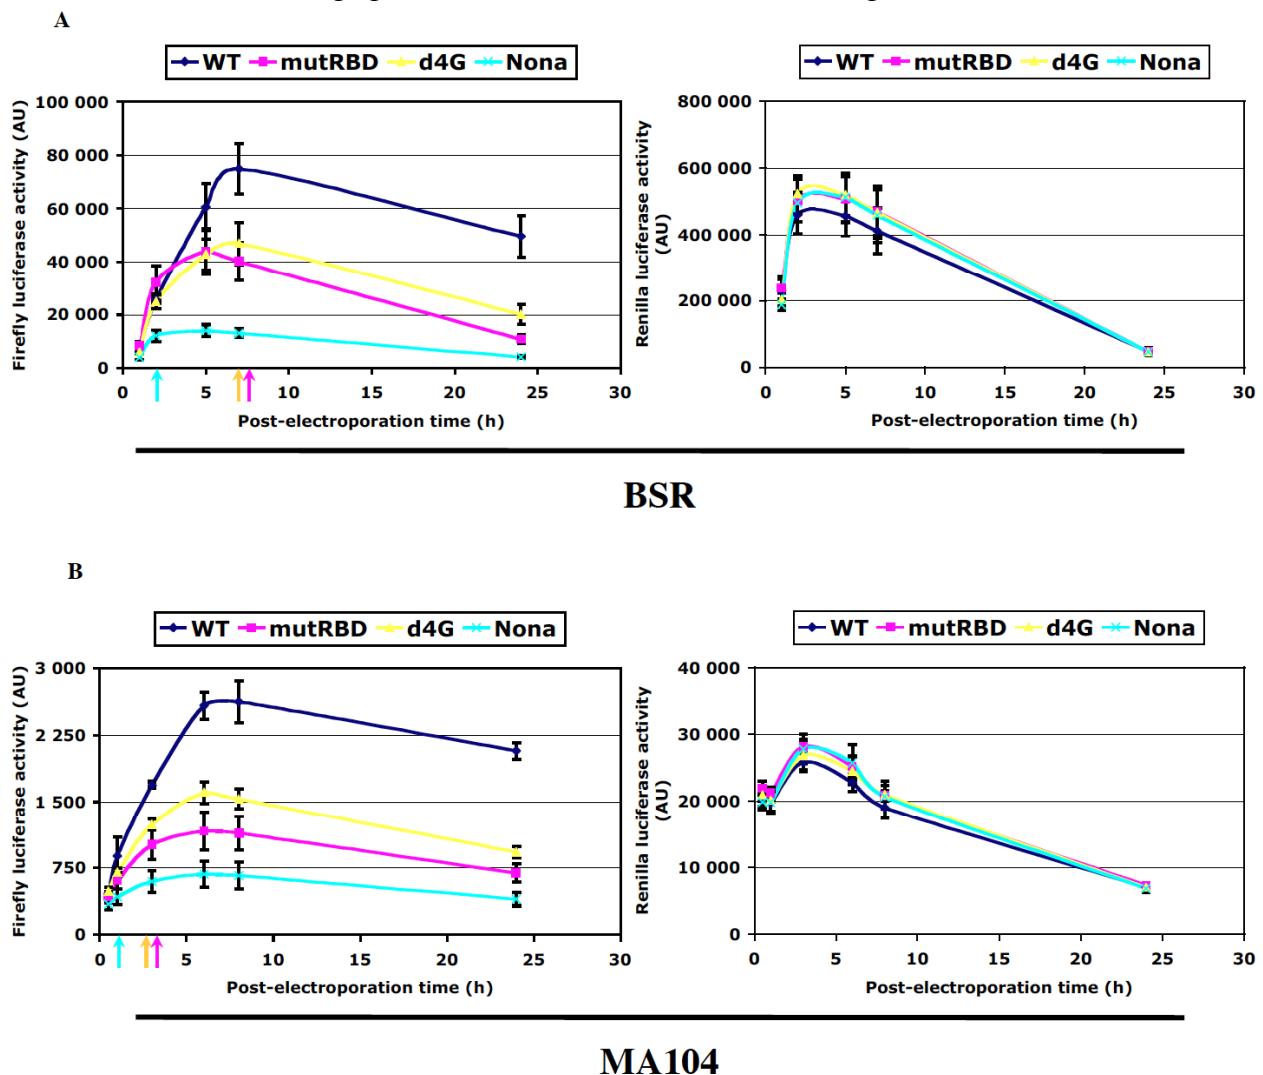 A
WT mutRBD d4G Nona
WT mutRBD d4G Nona
Firefly luciferase activity (AU)
100 000
80 000
60 000
40 000
20 000
0
0 5 10 15 20 25 30
Post-electroporation time (h)
Renilla luciferase activity
(AU)
800 000
600 000
400 000
200 000
0
0 5 10 15 20 25 30
Post-electroporation time (h)
BSR
B
WT mutRBD d4G Nona
WT mutRBD d4G Nona
Firefly luciferase activity (AU)
3 000
2 250
1 500
750
0
0 5 10 15 20 25 30
Post-electroporation time (h)
Renilla luciferase activity
(AU)
40 000
30 000
20 000
10 000
0
0 5 10 15 20 25 30
Post-electroporation time (h)
MA104